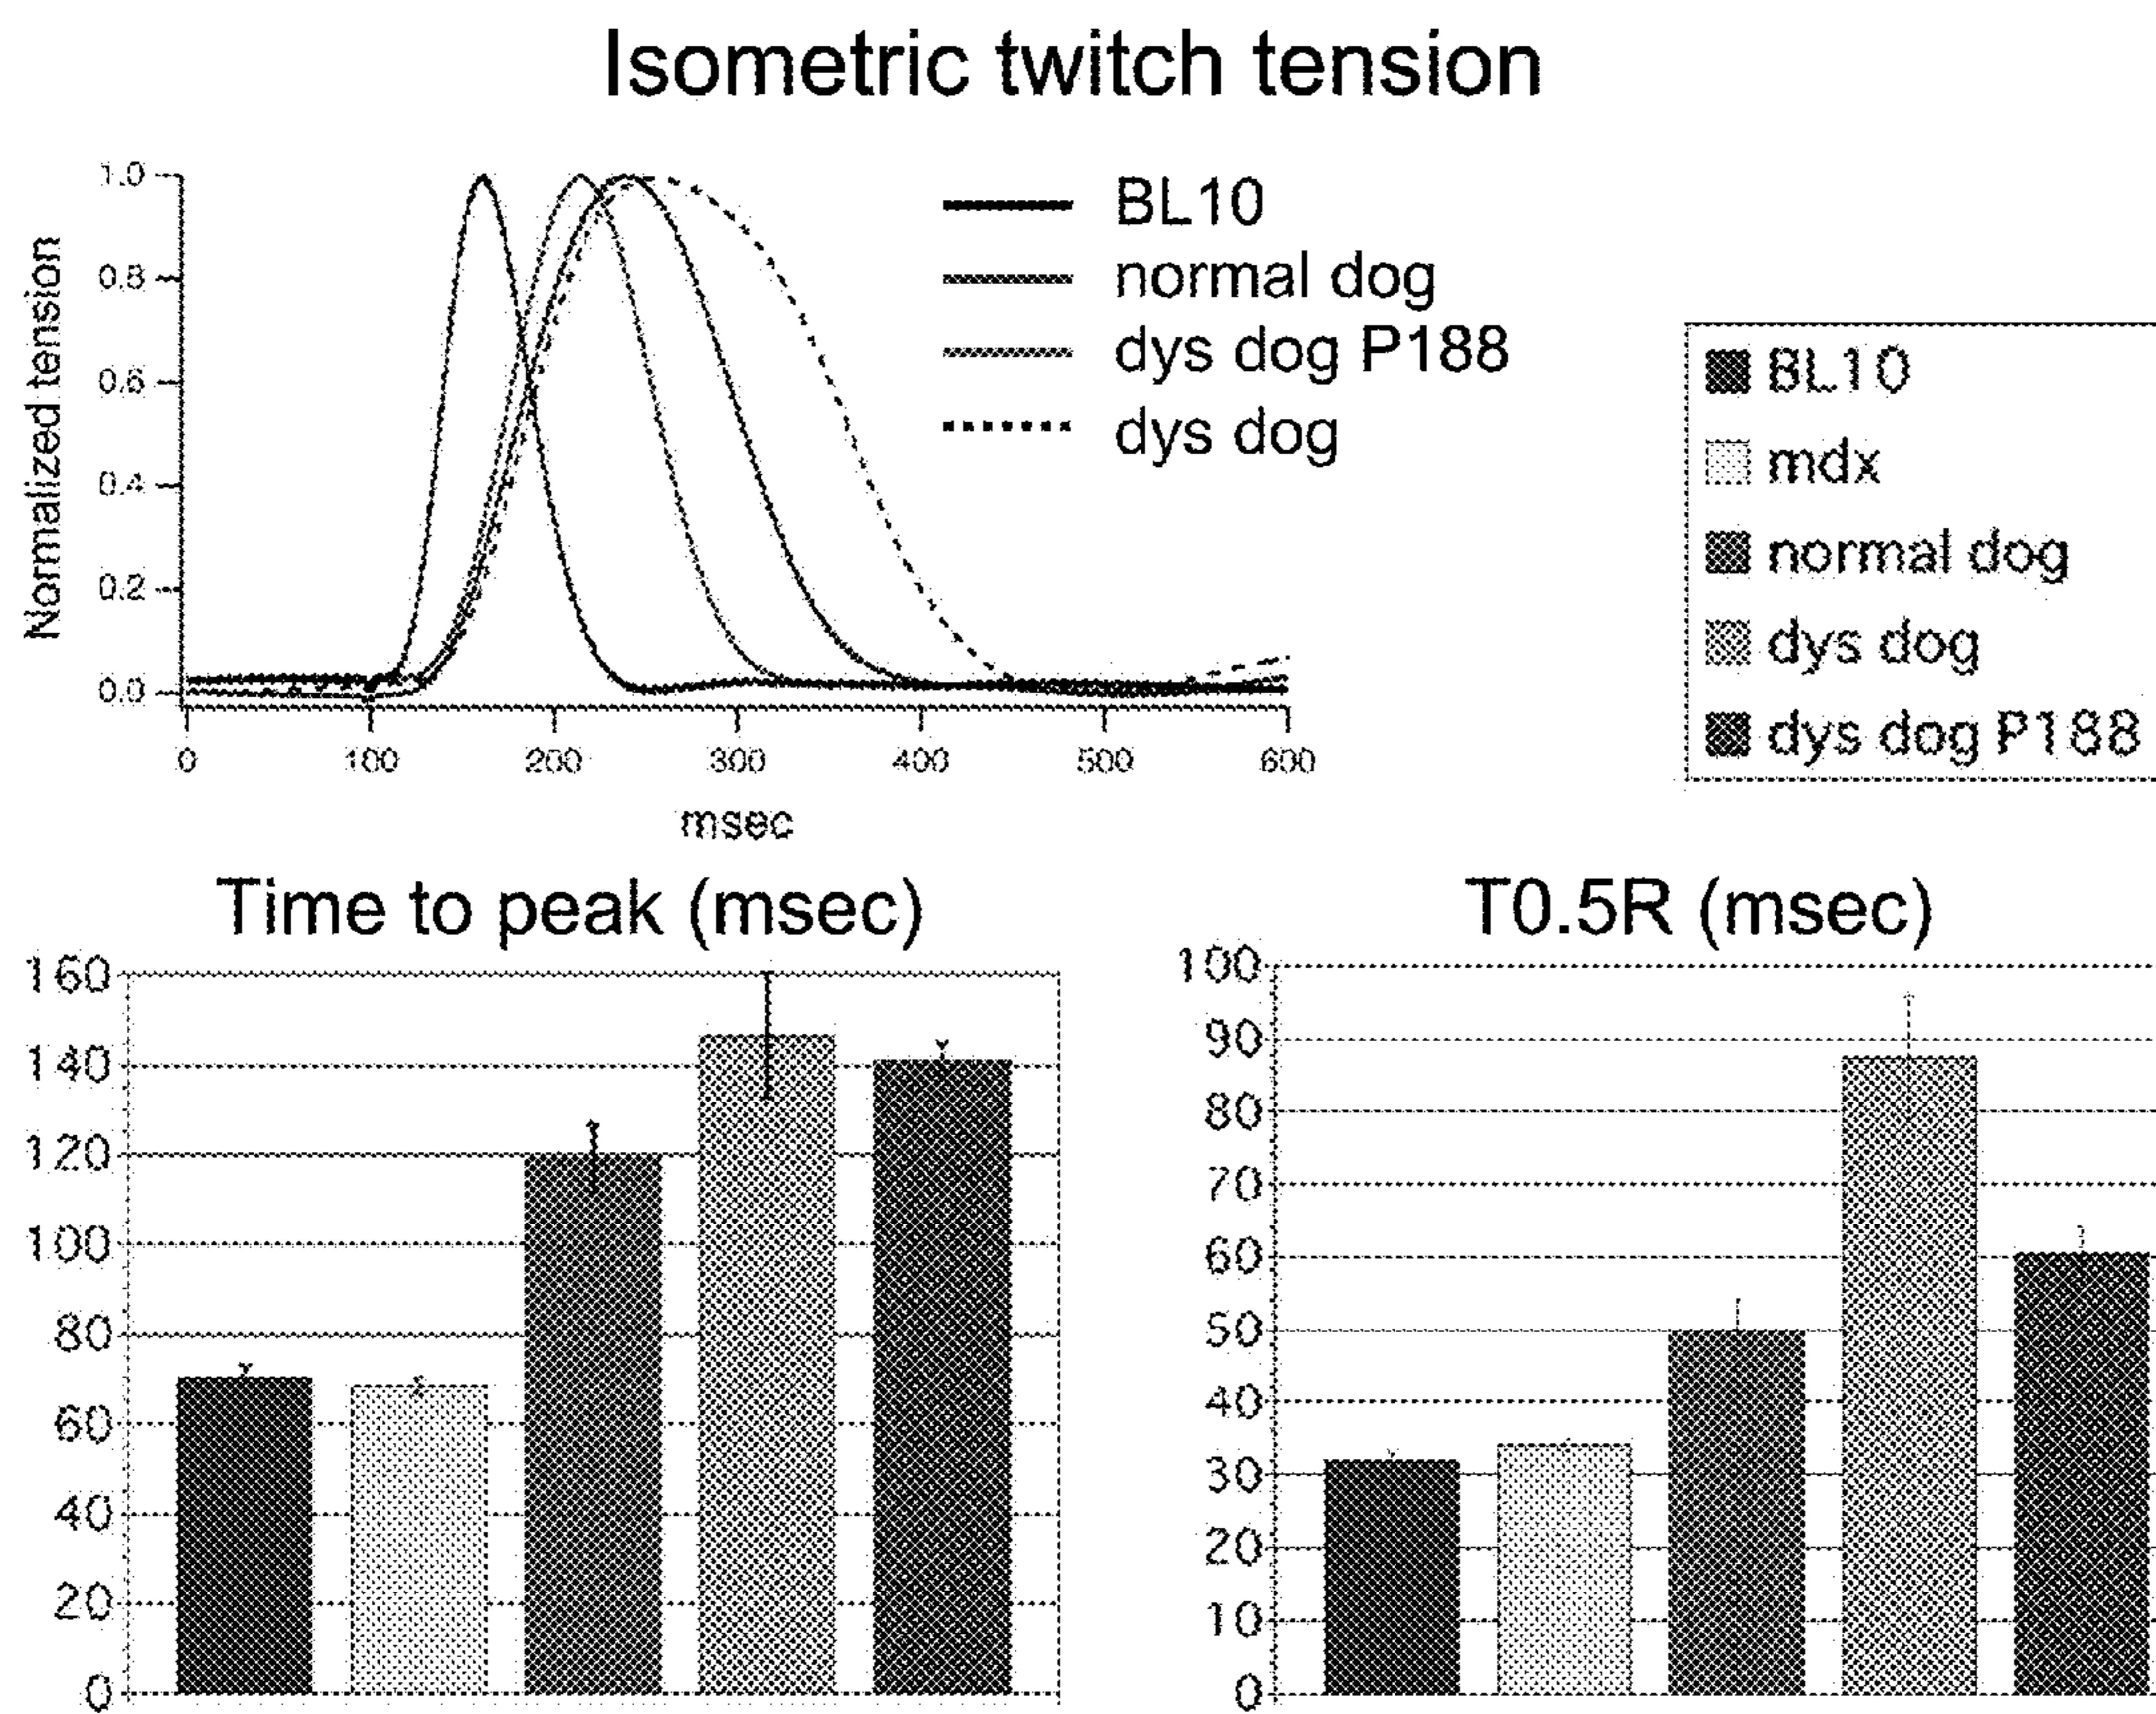 Isometric twitch tension
Normalized tension
1.0
0.8
0.6
0.4
0.2
0.0
0 100 200 300 400 500 600
msec
BL10
normal dog
dys dog P188
dys dog
BL10
mdx
normal dog
dys dog
dys dog P188
Time to peak (msec)
160
140
120
100
80
60
40
20
0
T0.5R (msec)
100
90
80
70
60
50
40
30
20
10
0